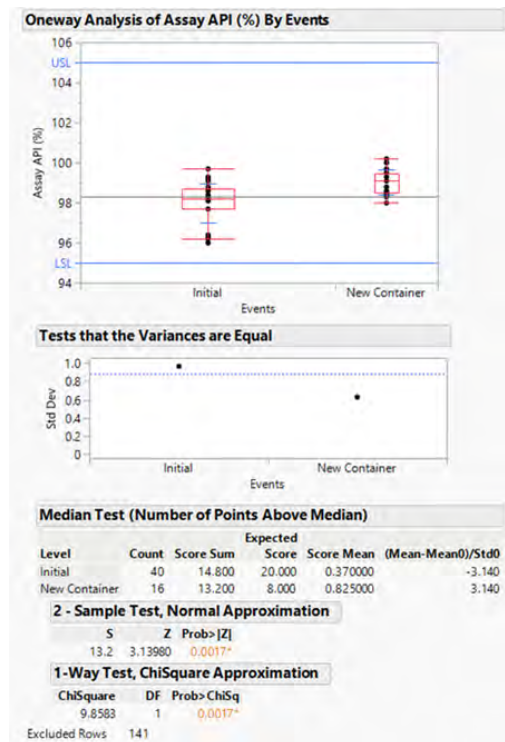 Oneway Analysis of Assay API (%) By Events
106
USL
104
102
100
98
96
LSL
94
Assay API (%)
Initial New Container
Events
Tests that the Variances are Equal
1.0
0.8
0.6
0.4
0.2
0
Std Dev
Initial New Container
Events
Median Test (Number of Points Above Median)
Expected
Level Count Score Sum Score Score Mean (Mean-Mean0)/Std0
Initial 40 14.800 20.000 0.370000 -3.140
New Container 16 13.200 8.000 0.825000 3.140
2 - Sample Test, Normal Approximation
S Z Prob>|Z|
13.2 3.13980 0.0017*
1-Way Test, ChiSquare Approximation
ChiSquare DF Prob>ChiSq
9.8583 1 0.0017*
Excluded Rows 141